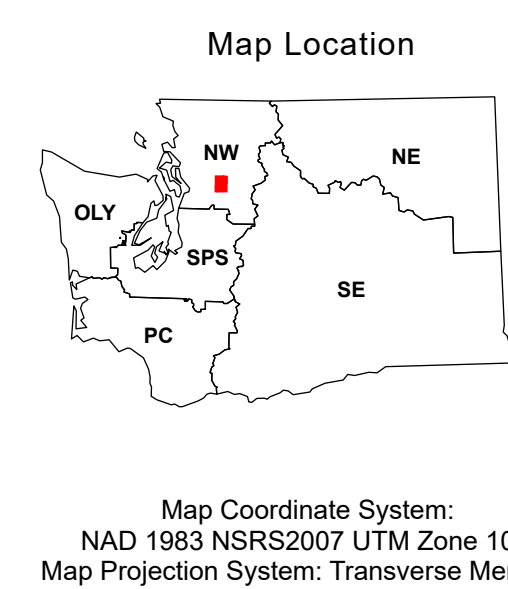 Map Location
NW
NE
OLY
SPS
SE
PC
Map Coordinate System:
NAD 1983 NSRS2007 UTM Zone 10
Map Projection System: Transverse Me